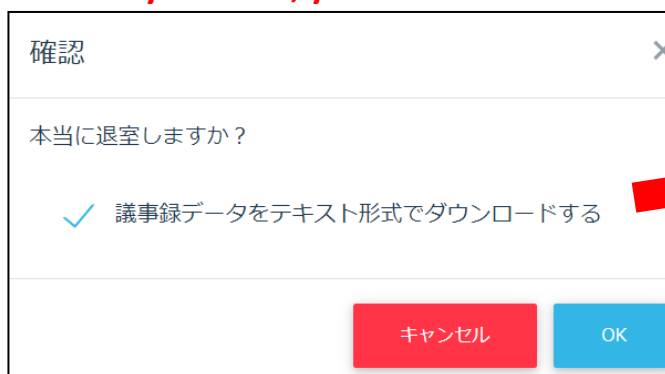 確認
本当に退室しますか？
議事録データをテキスト形式でダウンロードする
キャンセル
OK